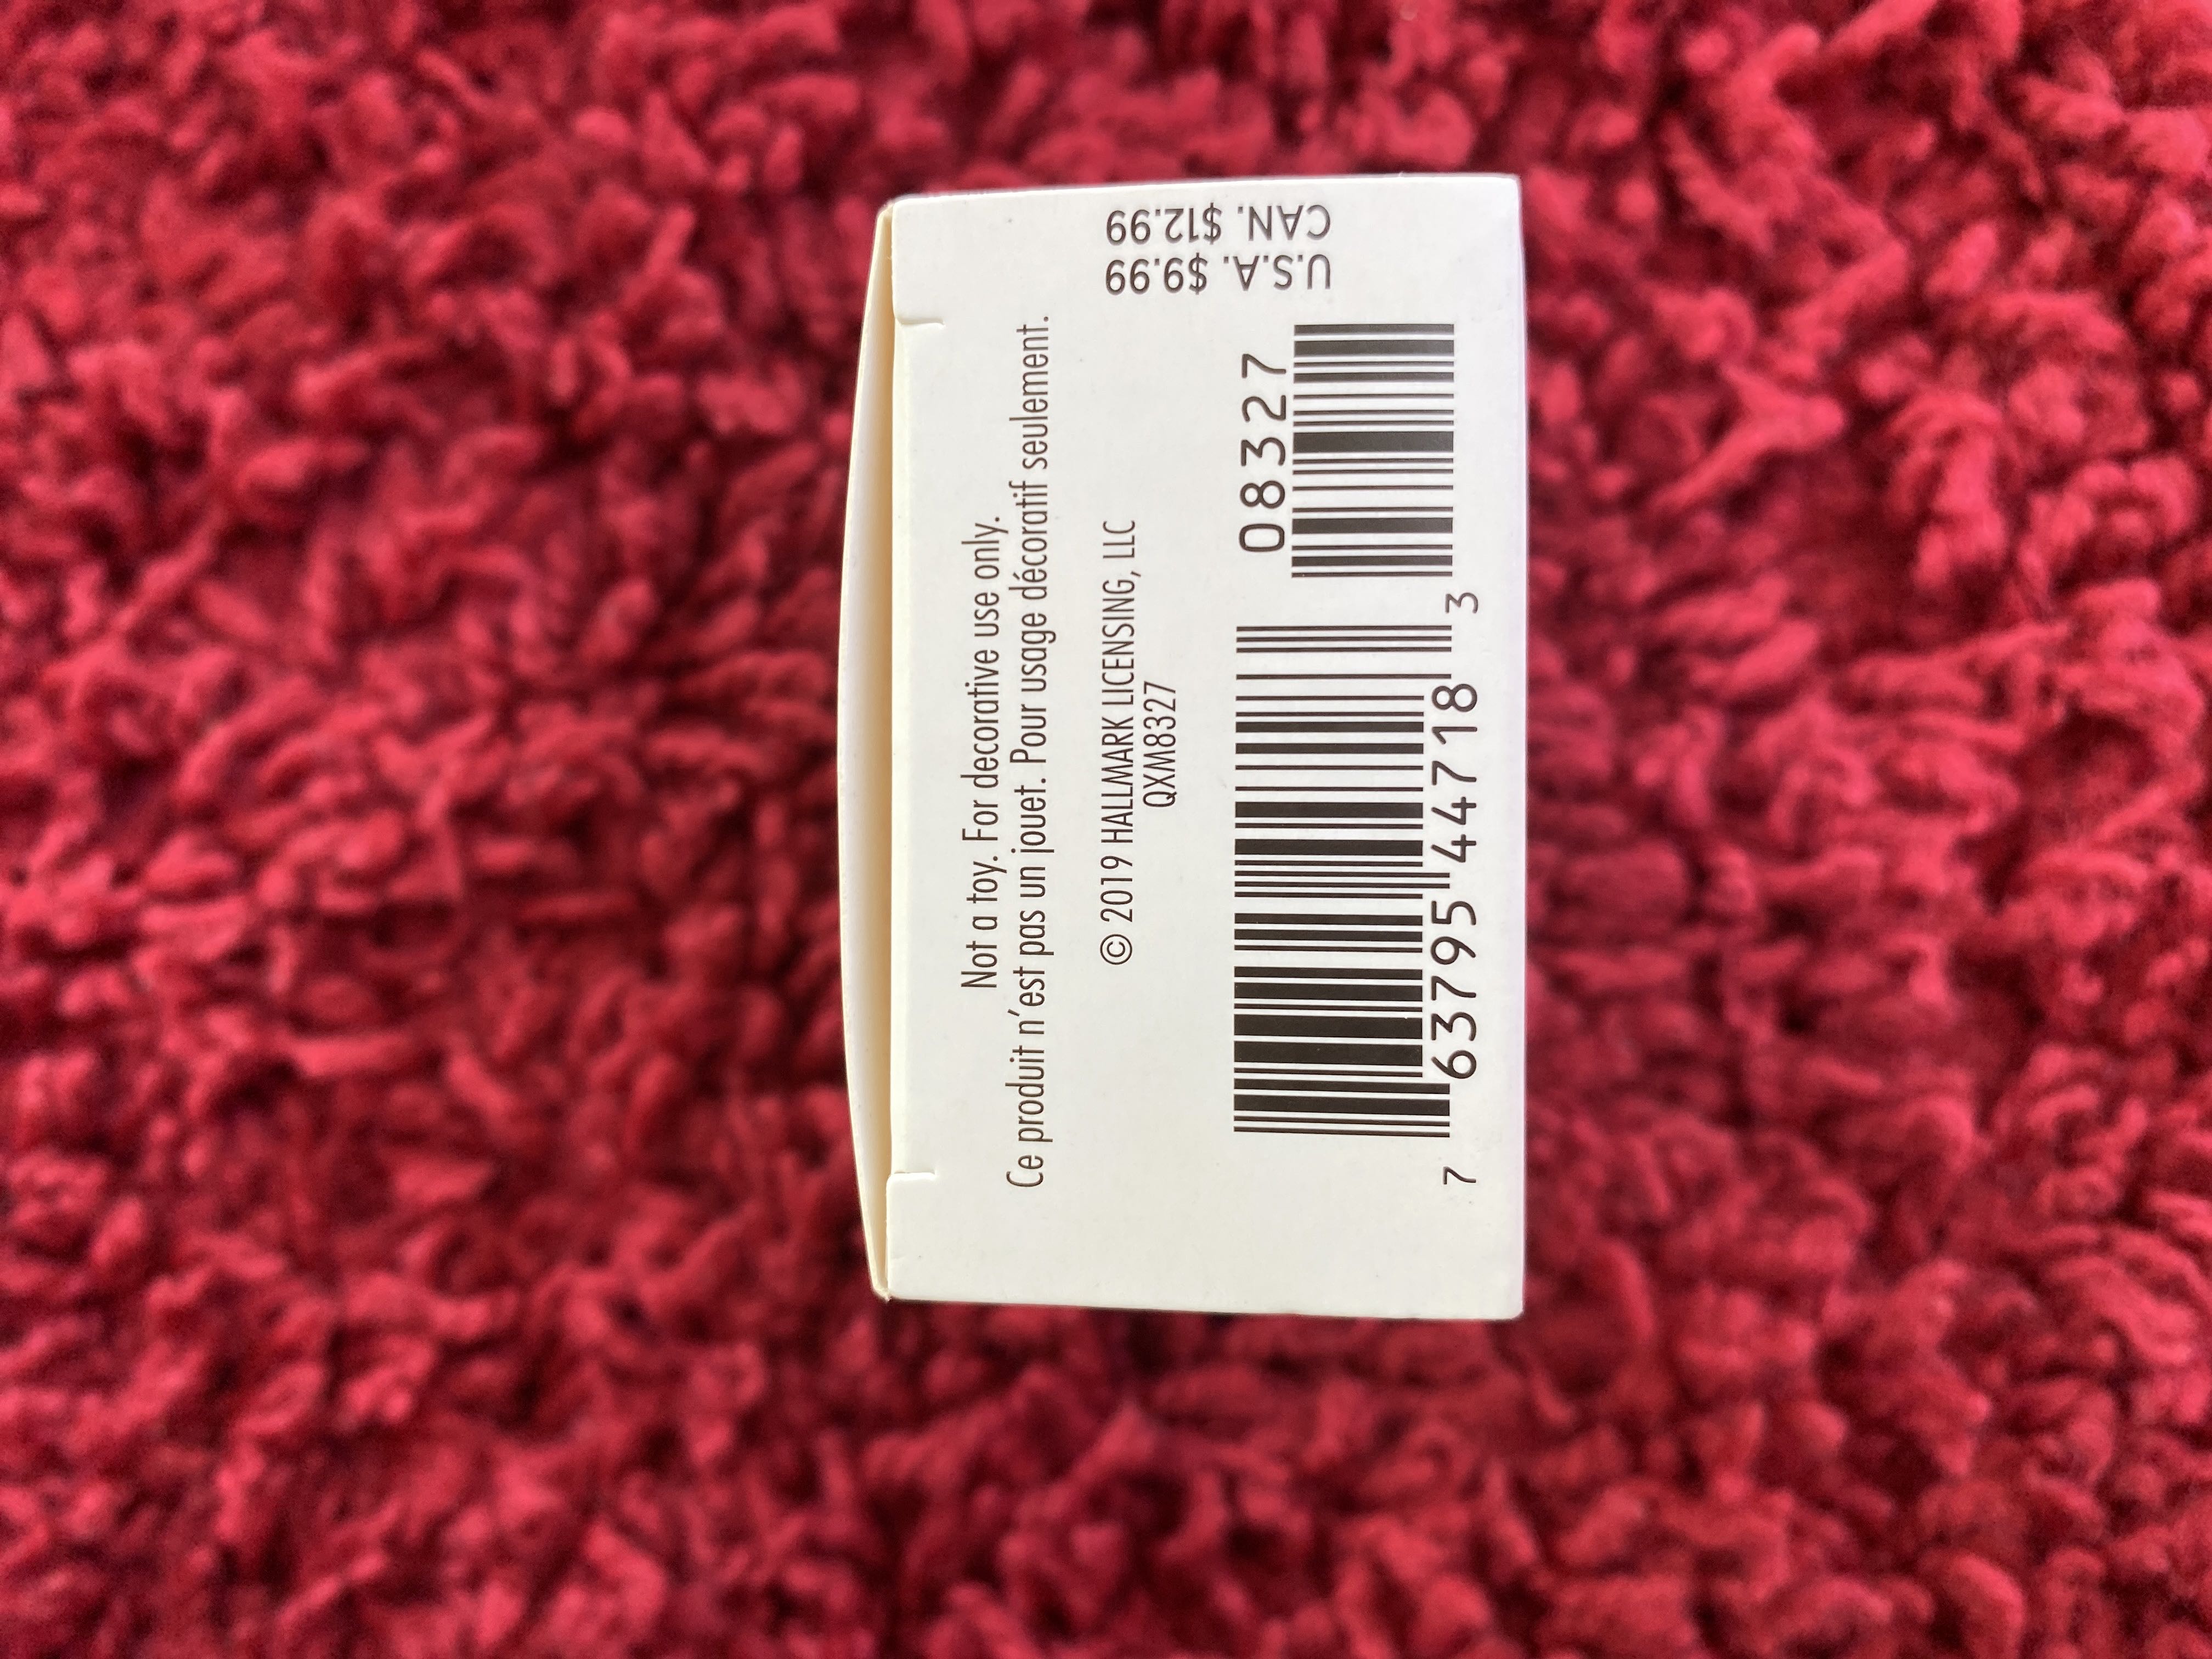 Not a toy. For decorative use only.
Ce produit n'est pas un jouet. Pour usage décoratif seulement.
© 2019 HALLMARK LICENSING, LLC
QXM8327
08327
7 63795 44718 3
U.S.A. $9.99
CAN. $12.99